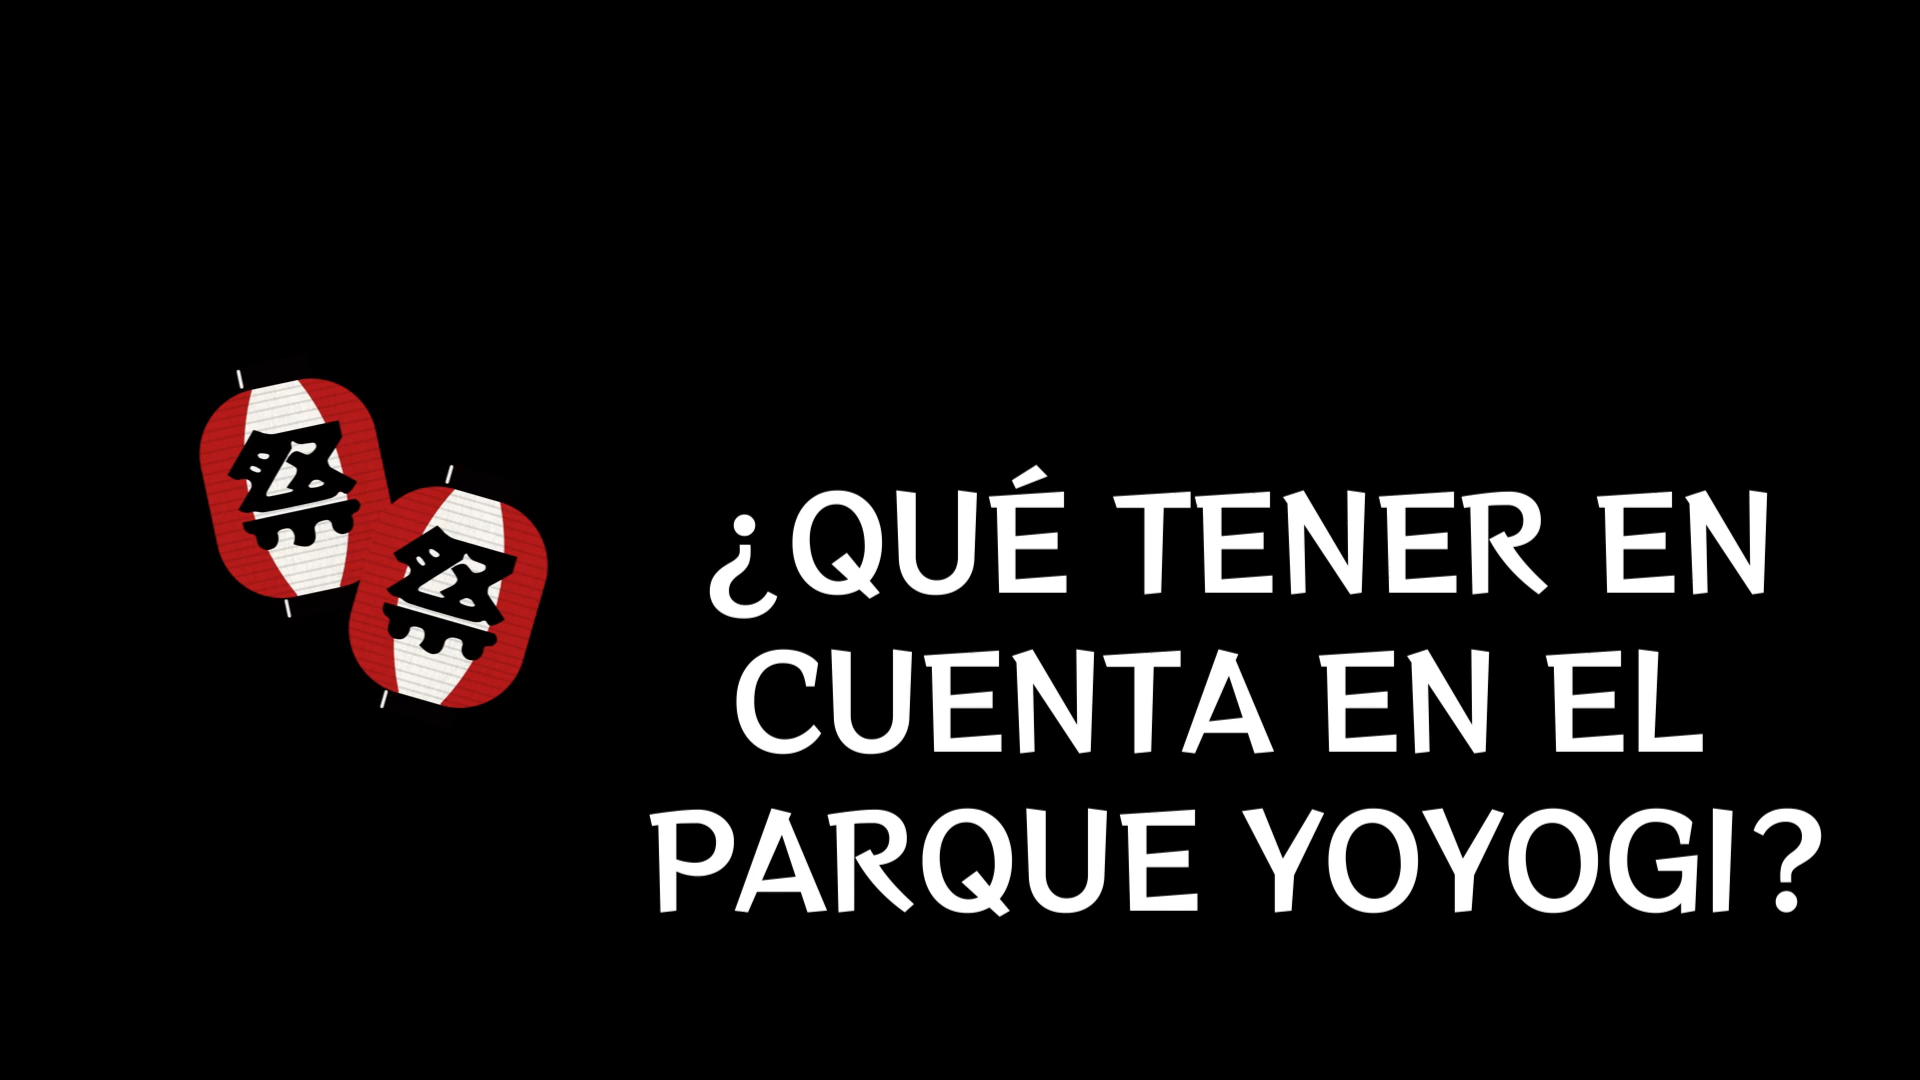 祭
祭
¿QUÉ TENER EN
CUENTA EN EL
PARQUE YOYOGI?